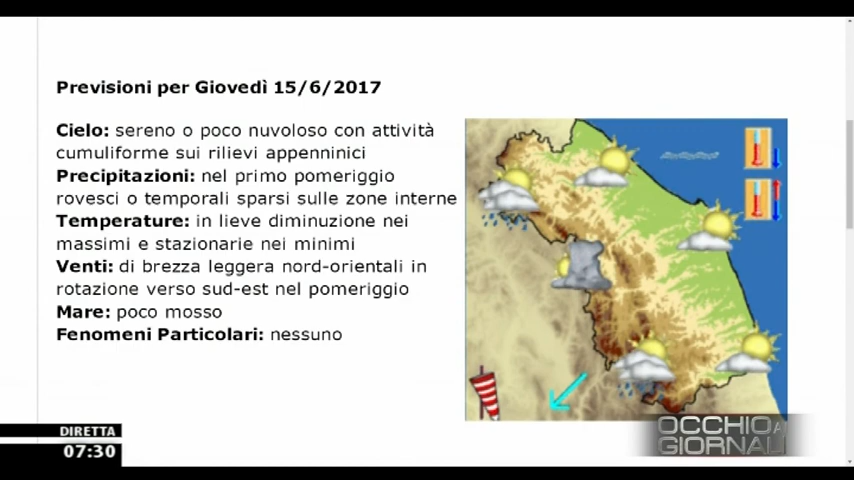 Previsioni per Giovedì 15/6/2017
Cielo: sereno o poco nuvoloso con attività
cumuliforme sui rilievi appenninici
Precipitazioni: nel primo pomeriggio
rovesci o temporali sparsi sulle zone interne
Temperature: in lieve diminuzione nei
massimi e stazionarie nei minimi
Venti: di brezza leggera nord-orientali in
rotazione verso sud-est nel pomeriggio
Mare: poco mosso
Fenomeni Particolari: nessuno
DIRETTA
07:30
OCCHIO AI
GIORNALI